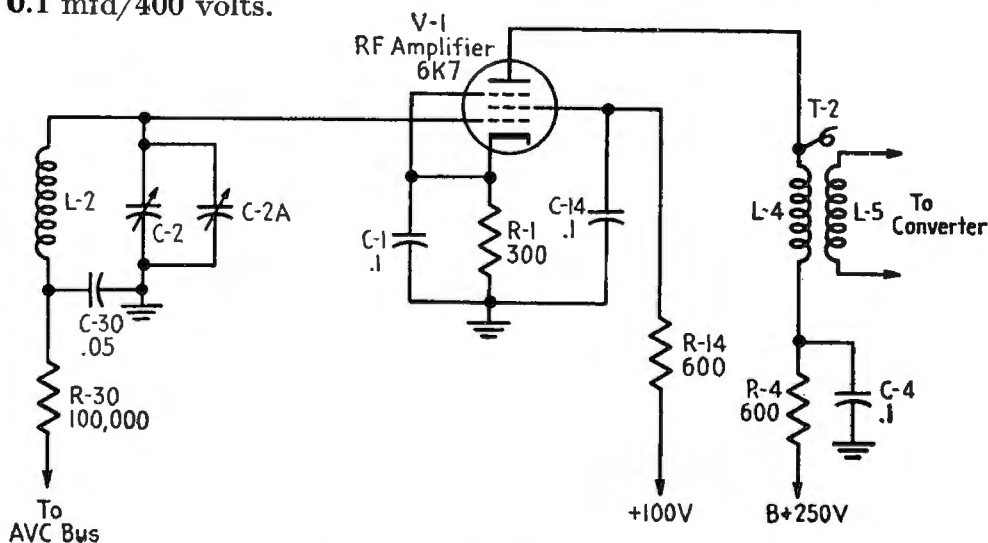 0.1 mfd/400 volts.
V-1
RF Amplifier
6K7
T-2
L-2
C-2
C-2A
C-30
.05
R-30
100,000
To
AVC Bus
C-1
.1
R-1
300
C-14
.1
R-14
600
+100V
L-4
L-5
To
Converter
R-4
600
C-4
.1
B+250V